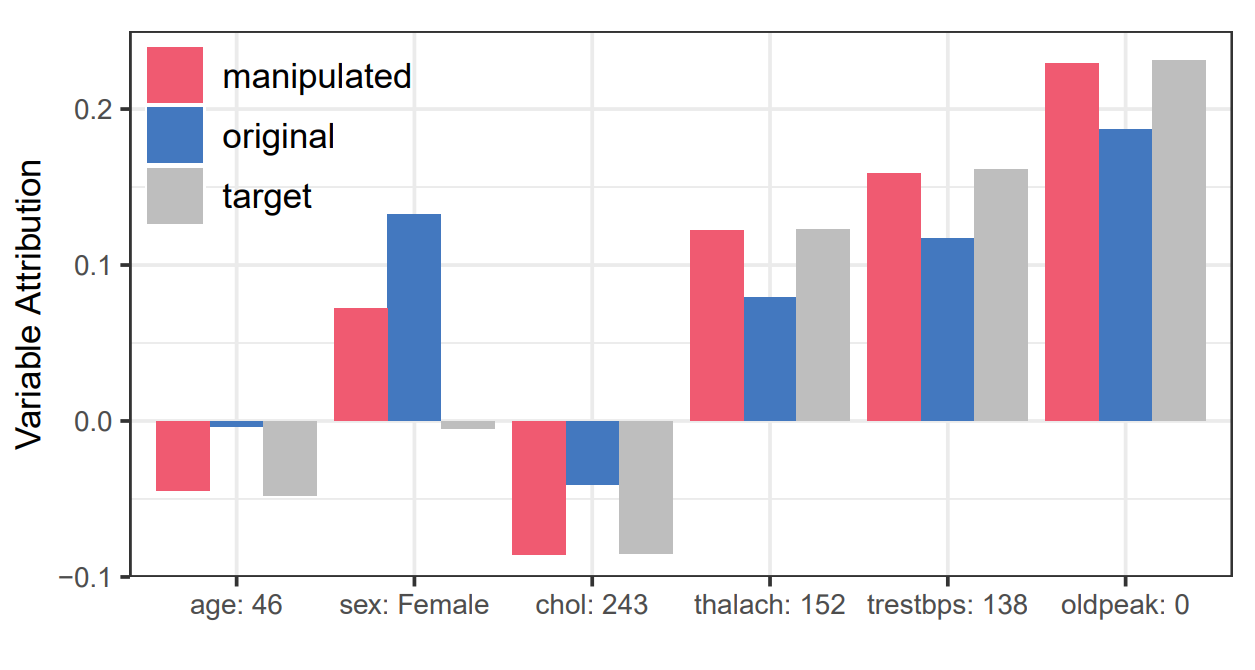 manipulated
original
target
Variable Attribution
0.2
0.1
0.0
−0.1
age: 46
sex: Female
chol: 243
thalach: 152
trestbps: 138
oldpeak: 0